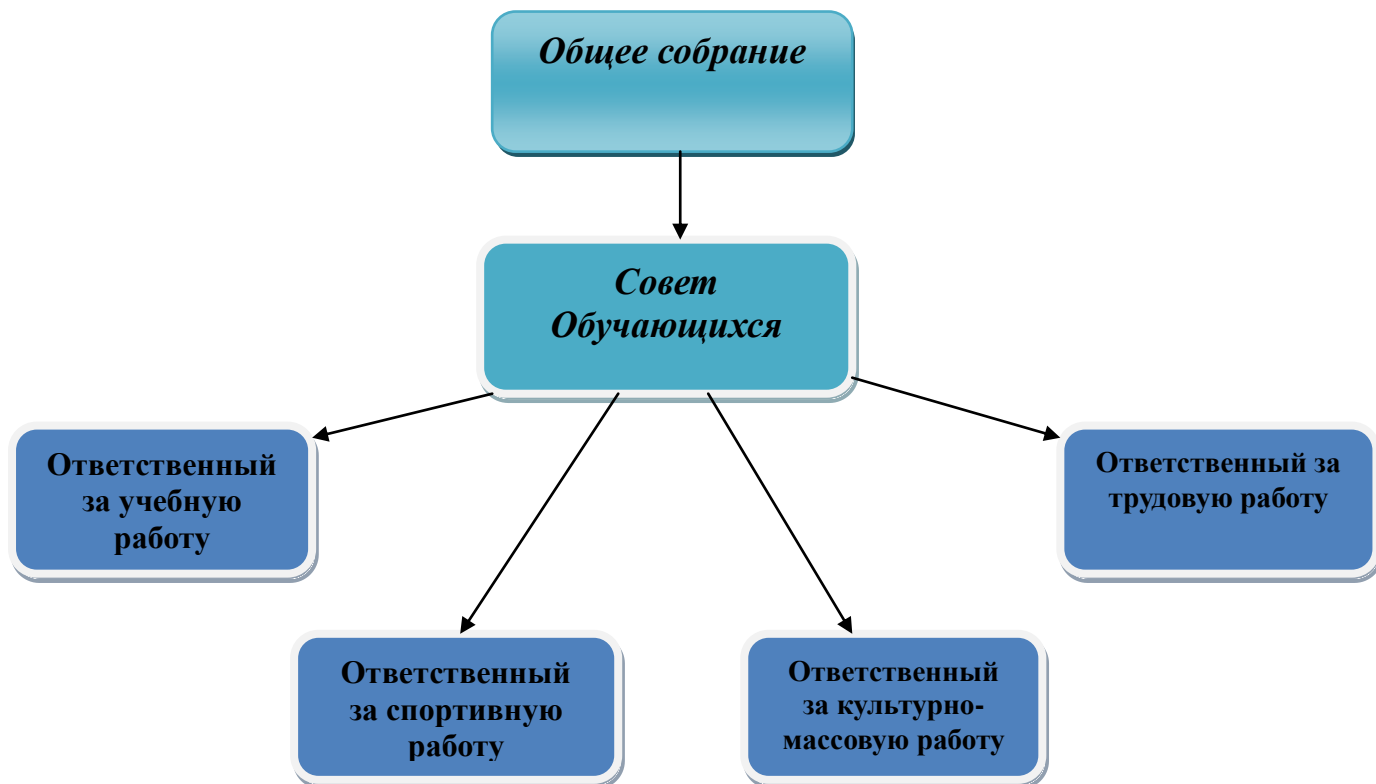 Общее собрание
Совет
Обучающихся
Ответственный
за учебную
работу
Ответственный за
трудовую работу
Ответственный
за спортивную
работу
Ответственный
за культурно-
массовую работу